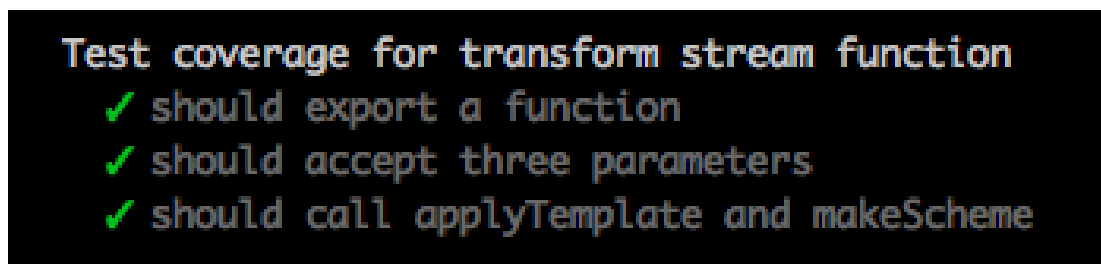 Test coverage for transform stream function
✓ should export a function
✓ should accept three parameters
✓ should call applyTemplate and makeScheme